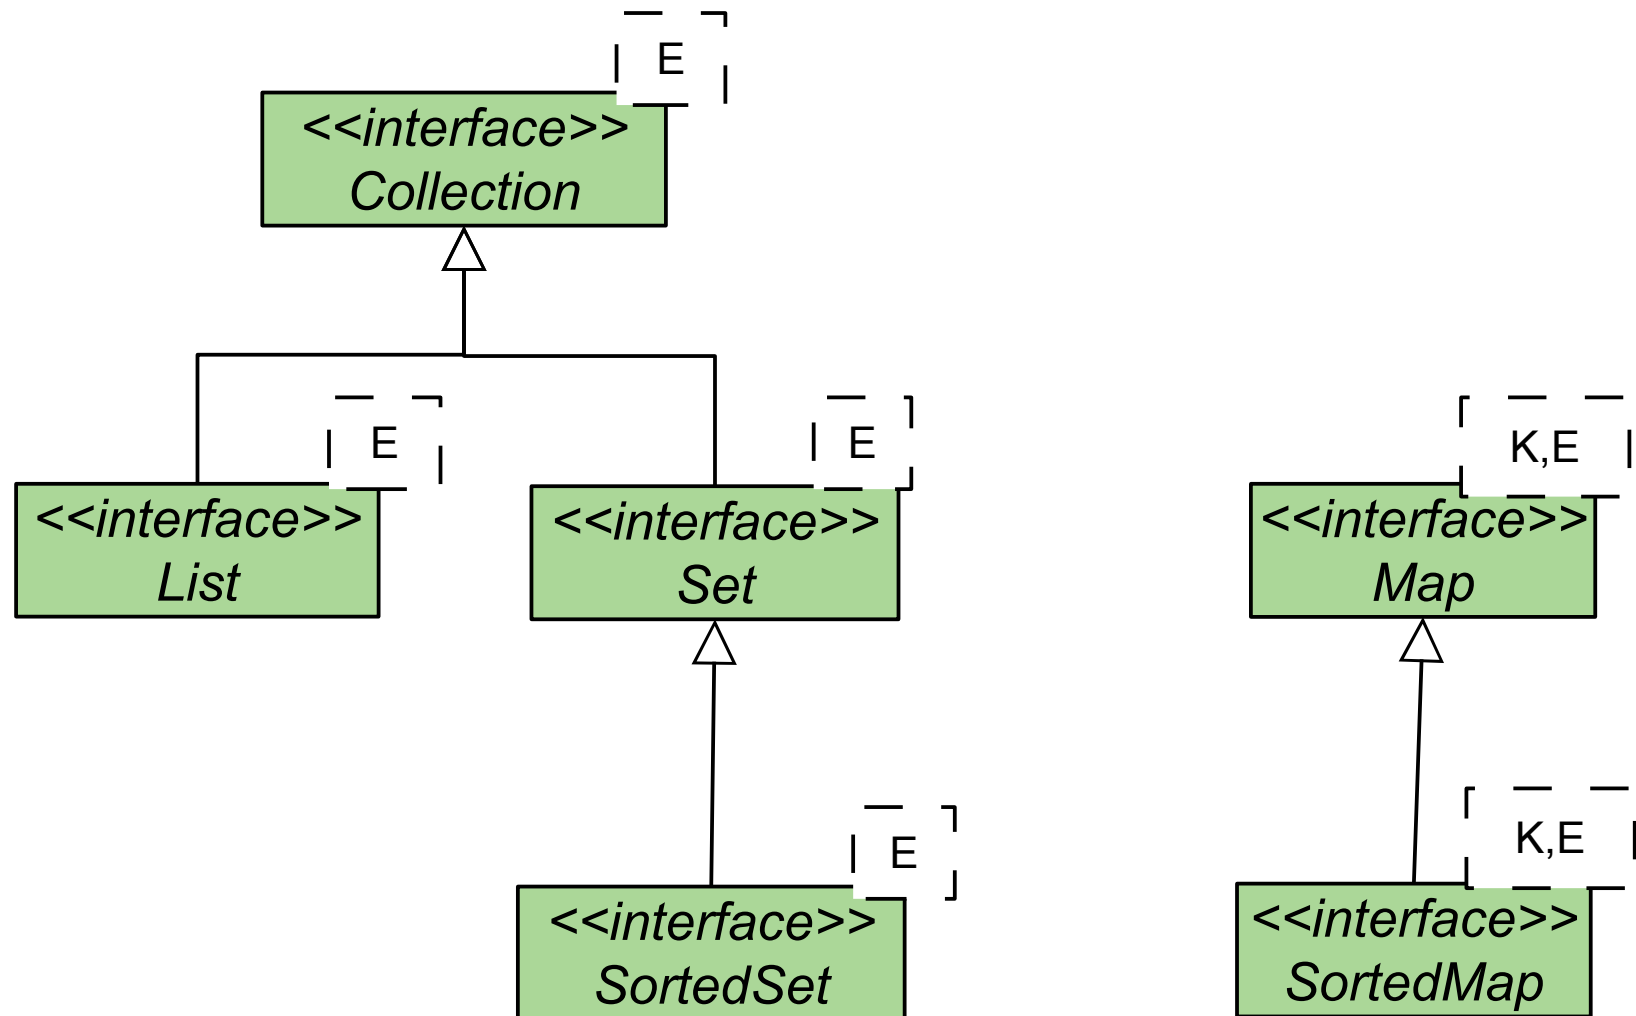 E
<<interface>>
Collection
E
<<interface>>
List
E
<<interface>>
Set
K,E
<<interface>>
Map
E
<<interface>>
SortedSet
K,E
<<interface>>
SortedMap